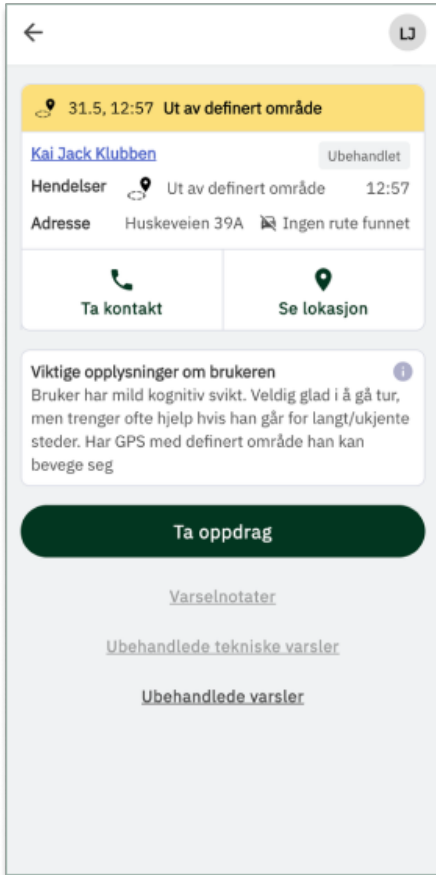 LJ
31.5, 12:57 Ut av definert område
Kai Jack Klubben
Ubehandlet
Hendelser Ut av definert område 12:57
Adresse Huskeveien 39A Ingen rute funnet
Ta kontakt
Se lokasjon
Viktige opplysninger om brukeren
Bruker har mild kognitiv svikt. Veldig glad i å gå tur,
men trenger ofte hjelp hvis han går for langt/ukjente
steder. Har GPS med definert område han kan
bevege seg
Ta oppdrag
Varselnotater
Ubehandlede tekniske varsler
Ubehandlede varsler